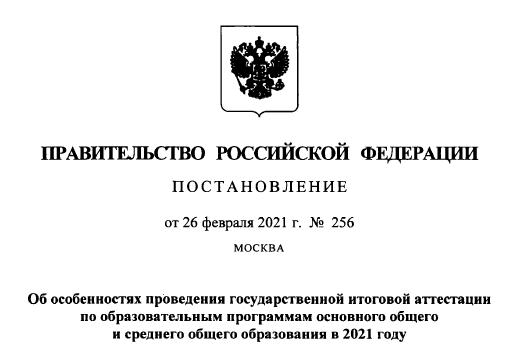 ПРАВИТЕЛЬСТВО РОССИЙСКОЙ ФЕДЕРАЦИИ
ПОСТАНОВЛЕНИЕ
от 26 февраля 2021 г. № 256
МОСКВА
Об особенностях проведения государственной итоговой аттестации
по образовательным программам основного общего
и среднего общего образования в 2021 году